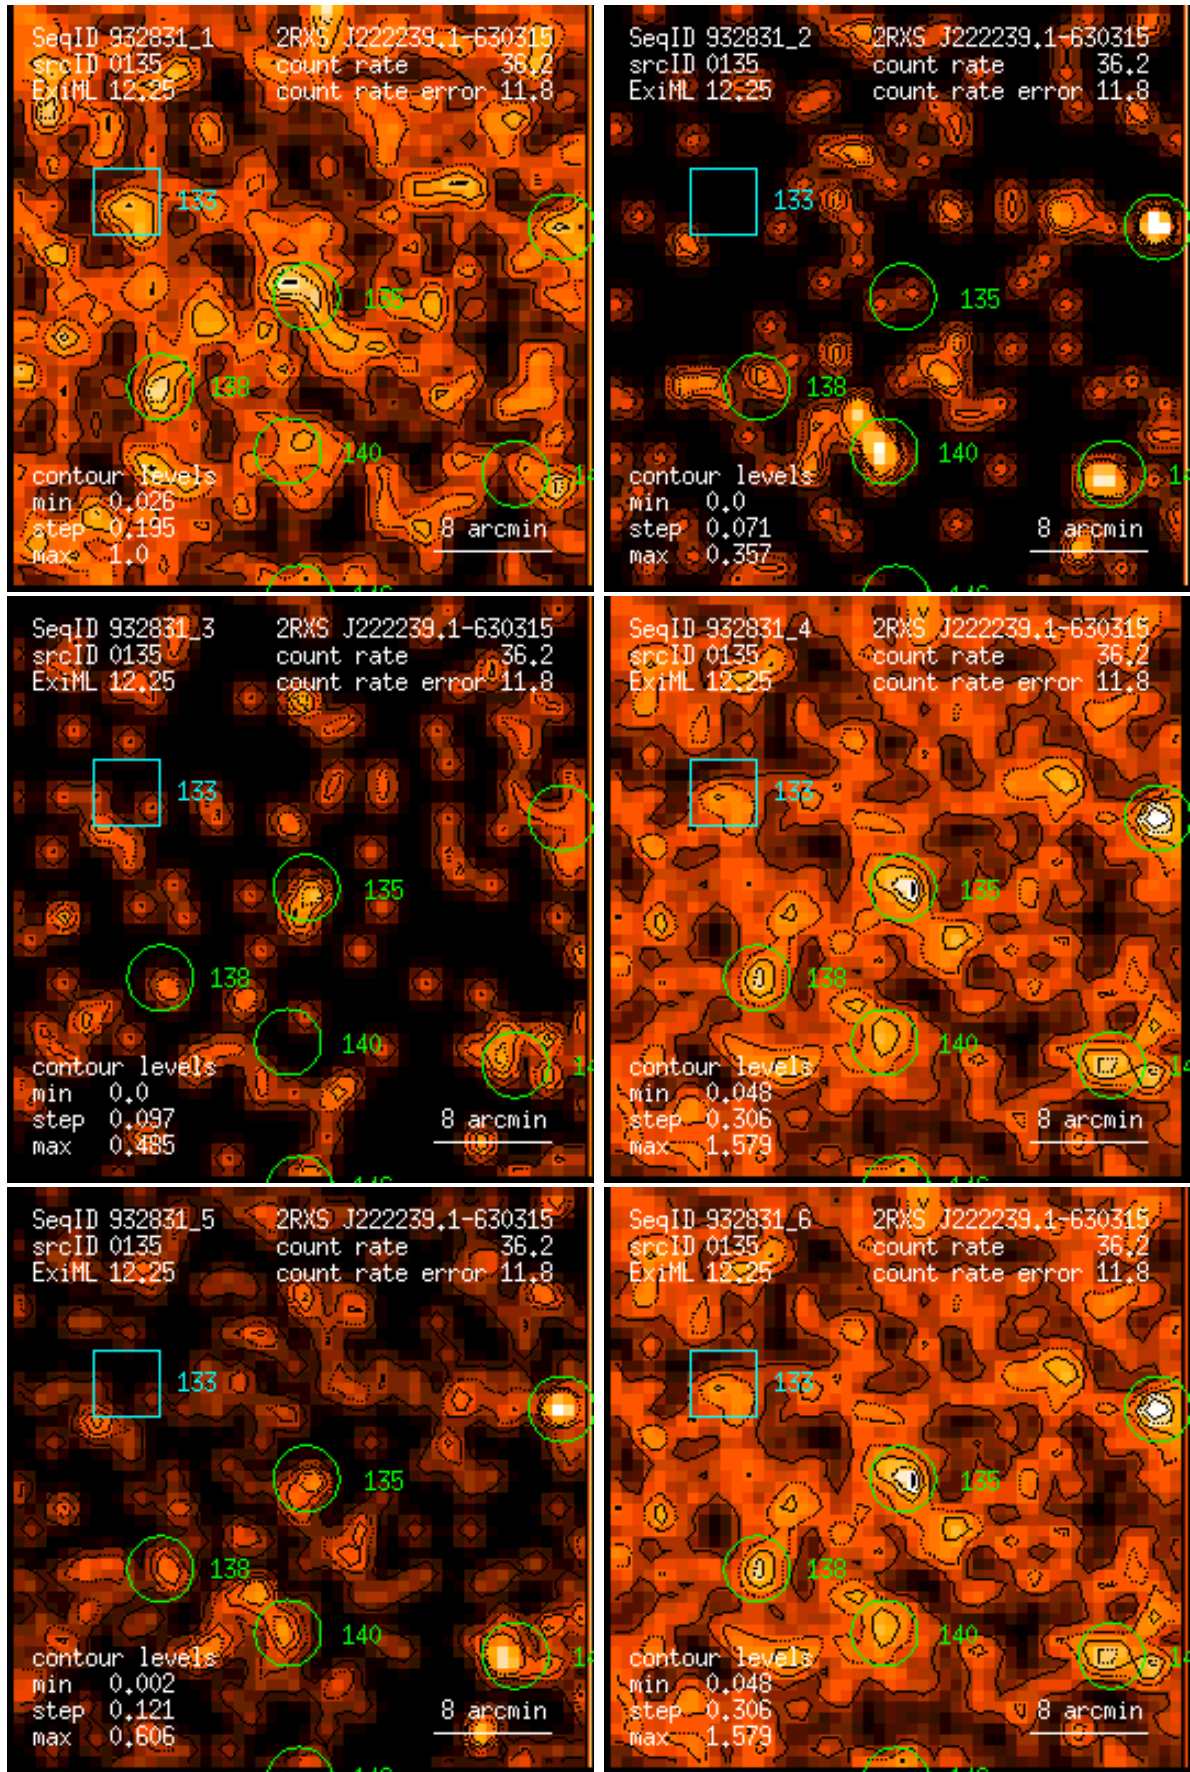 SeqID 932831_1 2RXS J222239.1-630315
srcID 0135 count rate 36.2
ExiML 12.25 count rate error 11.8
133
135
138
140
14
contour levels
min 0.026
step 0.195
max 1.0
8 arcmin
SeqID 932831_2 2RXS J222239.1-630315
srcID 0135 count rate 36.2
ExiML 12.25 count rate error 11.8
133
135
138
140
14
contour levels
min 0.0
step 0.071
max 0.357
8 arcmin
SeqID 932831_3 2RXS J222239.1-630315
srcID 0135 count rate 36.2
ExiML 12.25 count rate error 11.8
133
135
138
140
14
contour levels
min 0.0
step 0.097
max 0.485
8 arcmin
SeqID 932831_4 2RXS J222239.1-630315
srcID 0135 count rate 36.2
ExiML 12.25 count rate error 11.8
133
135
138
140
14
contour levels
min 0.048
step 0.306
max 1.579
8 arcmin
SeqID 932831_5 2RXS J222239.1-630315
srcID 0135 count rate 36.2
ExiML 12.25 count rate error 11.8
133
135
138
140
14
contour levels
min 0.002
step 0.121
max 0.606
8 arcmin
SeqID 932831_6 2RXS J222239.1-630315
srcID 0135 count rate 36.2
ExiML 12.25 count rate error 11.8
133
135
138
140
14
contour levels
min 0.048
step 0.306
max 1.579
8 arcmin